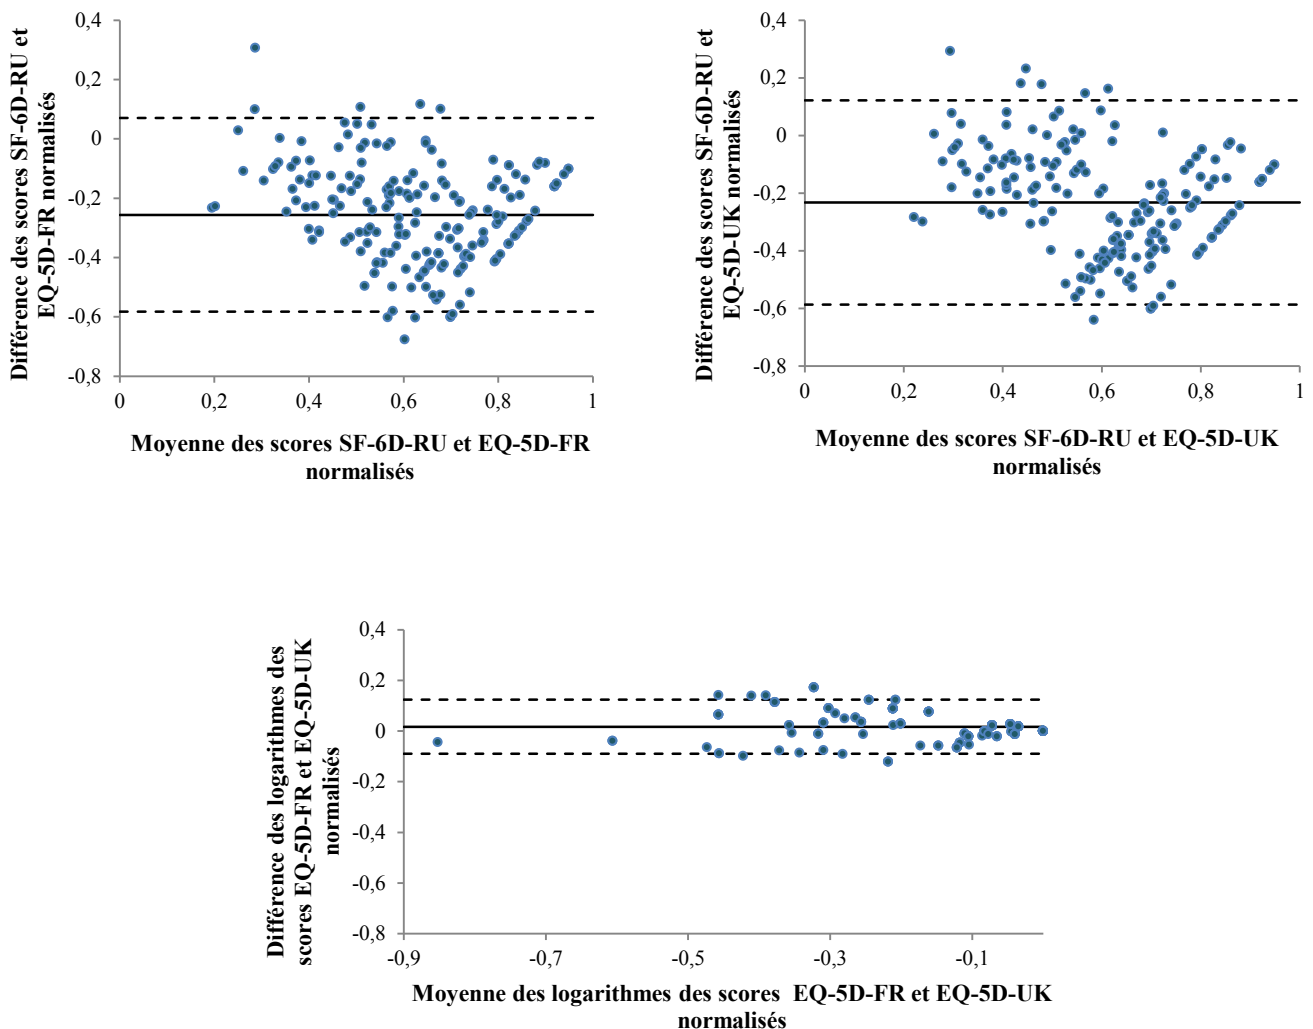 Différence des scores SF-6D-RU et
EQ-5D-FR normalisés
0,4
0,2
0
-0,2
-0,4
-0,6
-0,8
0
0,2
0,4
0,6
0,8
1
Moyenne des scores SF-6D-RU et EQ-5D-FR
normalisés
Différence des scores SF-6D-RU et
EQ-5D-UK normalisés
0,4
0,2
0
-0,2
-0,4
-0,6
-0,8
0
0,2
0,4
0,6
0,8
1
Moyenne des scores SF-6D-RU et EQ-5D-UK
normalisés
Différence des logarithmes des
scores EQ-5D-FR et EQ-5D-UK
normalisés
0,4
0,2
0
-0,2
-0,4
-0,6
-0,8
-0,9
-0,7
-0,5
-0,3
-0,1
Moyenne des logarithmes des scores EQ-5D-FR et EQ-5D-UK
normalisés